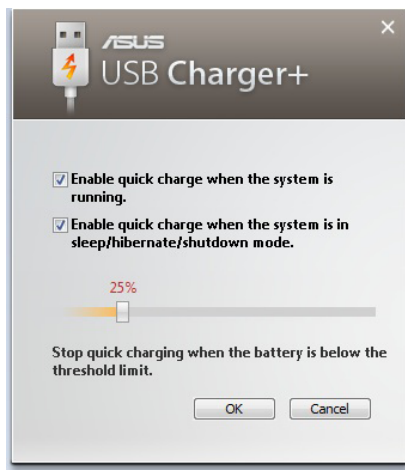 ASUS
USB Charger+
Enable quick charge when the system is
running.
Enable quick charge when the system is in
sleep/hibernate/shutdown mode.
25%
Stop quick charging when the battery is below the
threshold limit.
OK Cancel